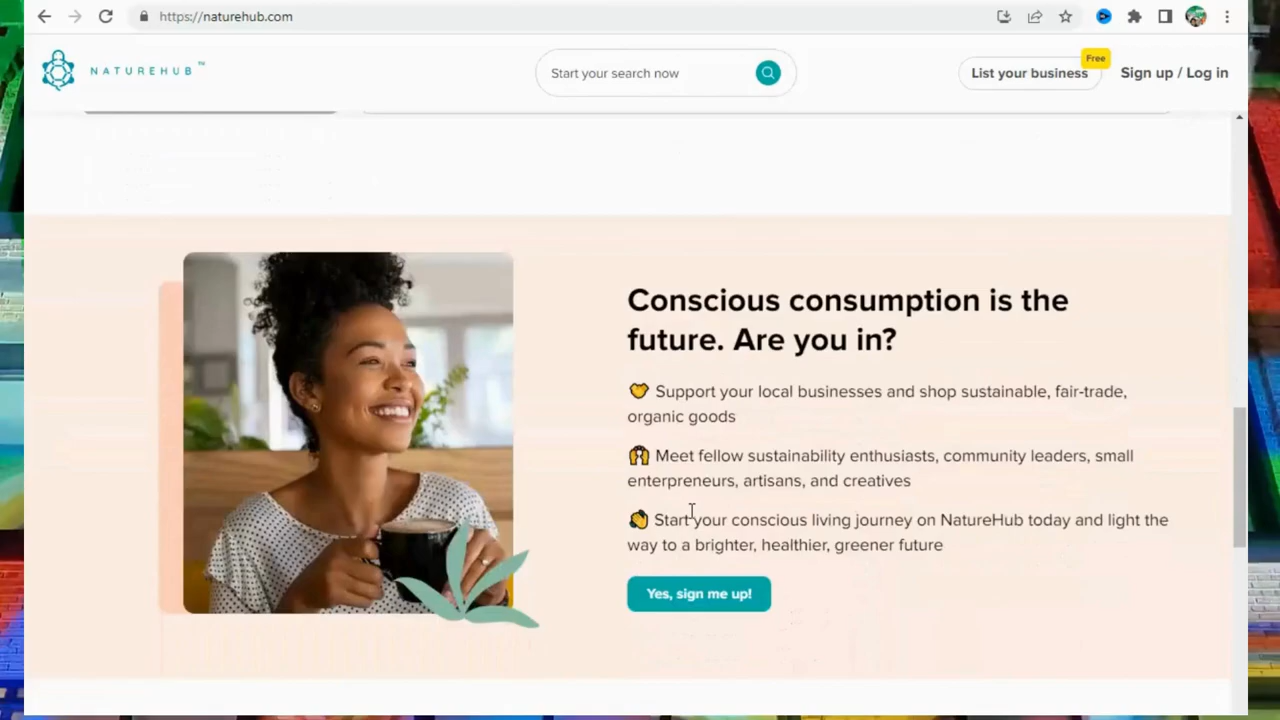 https://naturehub.com
NATUREHUB™
Start your search now
List your business
Free
Sign up / Log in
Conscious consumption is the
future. Are you in?
Support your local businesses and shop sustainable, fair-trade,
organic goods
Meet fellow sustainability enthusiasts, community leaders, small
enterpreneurs, artisans, and creatives
Start your conscious living journey on NatureHub today and light the
way to a brighter, healthier, greener future
Yes, sign me up!